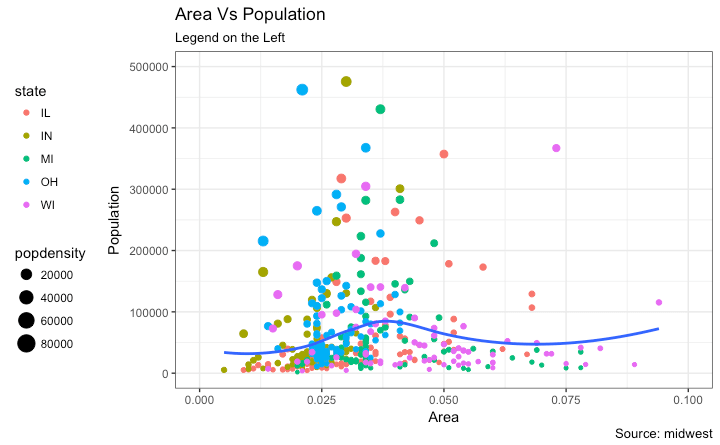 Area Vs Population
Legend on the Left
state
IL
IN
MI
OH
WI
popdensity
20000
40000
60000
80000
Population
500000
400000
300000
200000
100000
0
0.000 0.025 0.050 0.075 0.100
Area
Source: midwest